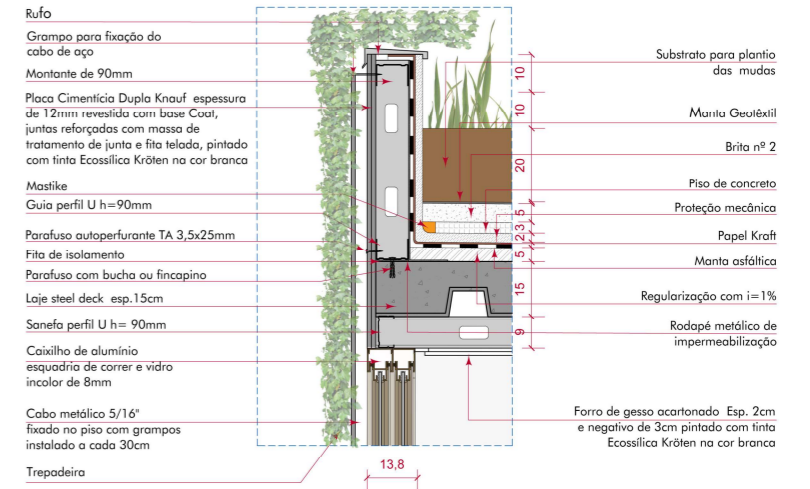 Rufo
Grampo para fixação do
cabo de aço
Montante de 90mm
Placa Cimentícia Dupla Knauf espessura
de 12mm revestida com base Coat,
juntas reforçadas com massa de
tratamento de junta e fita telada, pintado
com tinta Ecossílica Kröten na cor branca
Mastike
Guia perfil U h=90mm
Parafuso autoperfurante TA 3,5x25mm
Fita de isolamento
Parafuso com bucha ou fincapino
Laje steel deck esp.15cm
Sanefa perfil U h= 90mm
Caixilho de alumínio
esquadria de correr e vidro
incolor de 8mm
Cabo metálico 5/16"
fixado no piso com grampos
instalado a cada 30cm
Trepadeira
Substrato para plantio
das mudas
Manta Geotêxtil
Brita nº 2
Piso de concreto
Proteção mecânica
Papel Kraft
Manta asfáltica
Regularização com i=1%
Rodapé metálico de
impermeabilização
Forro de gesso acartonado Esp. 2cm
e negativo de 3cm pintado com tinta
Ecossílica Kröten na cor branca
10
10
20
5
3
2
5
15
9
13,8